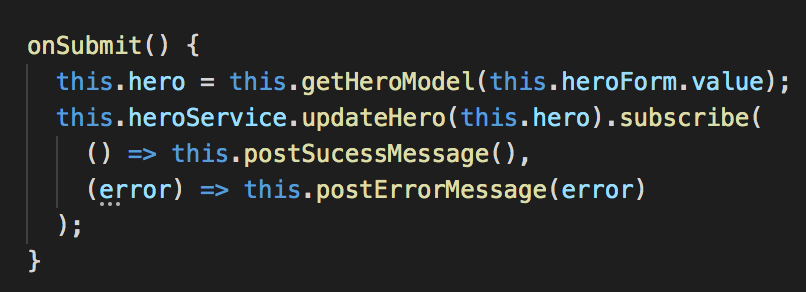 onSubmit() {
this.hero = this.getHeroModel(this.heroForm.value);
this.heroService.updateHero(this.hero).subscribe(
() => this.postSucessMessage(),
(error) => this.postErrorMessage(error)
);
}